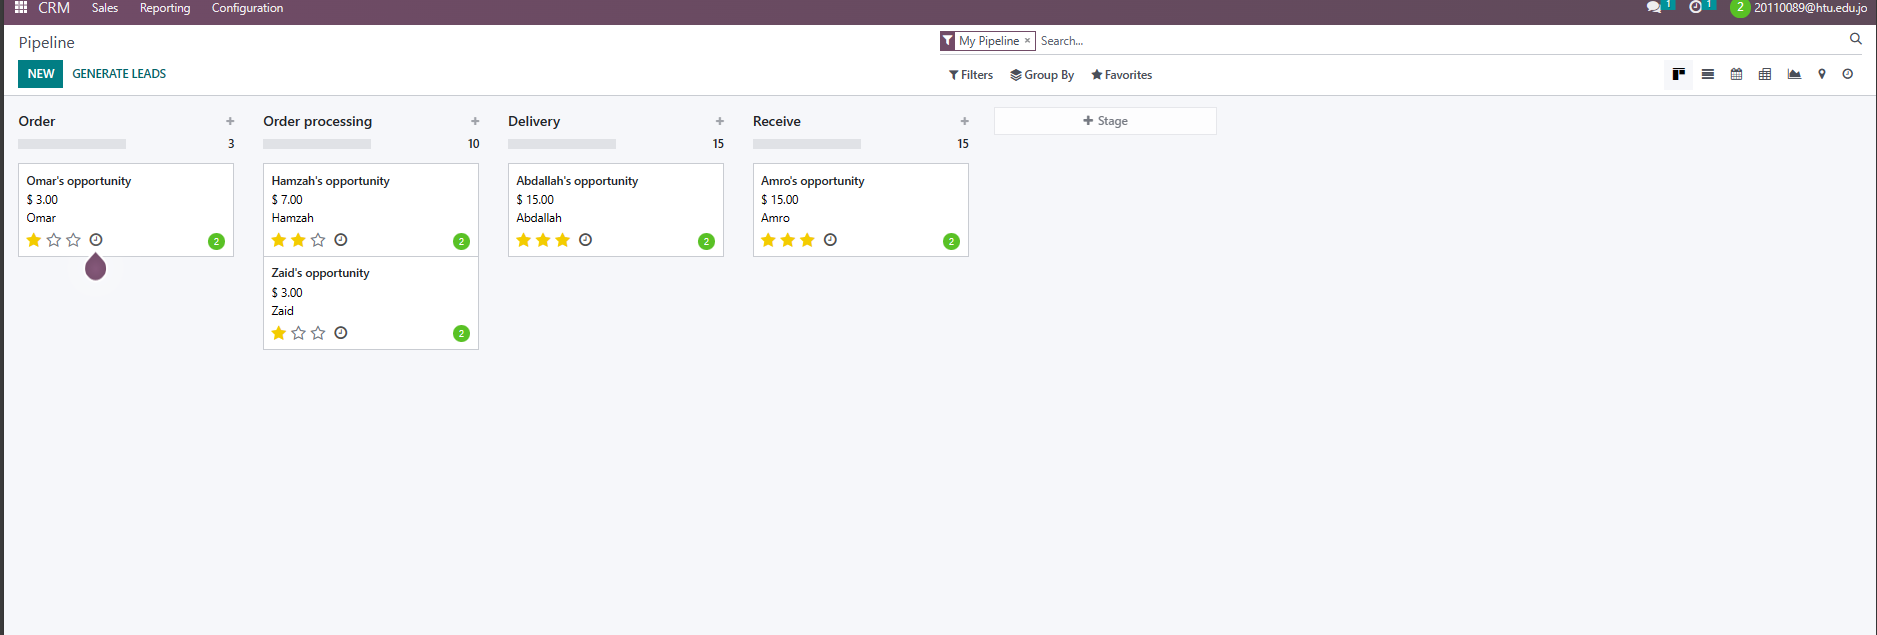 CRM Sales Reporting Configuration 1 1 2 20110089@htu.edu.jo
Pipeline
My Pipeline × Search...
NEW GENERATE LEADS
Filters Group By Favorites
Order +
3
Omar's opportunity
$ 3.00
Omar
2
Order processing +
10
Hamzah's opportunity
$ 7.00
Hamzah
2
Zaid's opportunity
$ 3.00
Zaid
2
Delivery +
15
Abdallah's opportunity
$ 15.00
Abdallah
2
Receive +
15
Amro's opportunity
$ 15.00
Amro
2
+ Stage